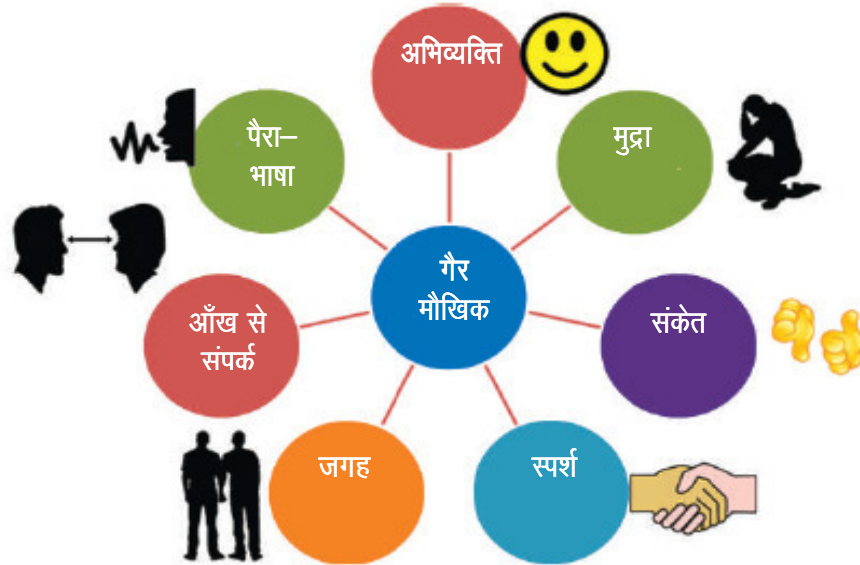 अभिव्यक्ति
पैरा–
भाषा
मुद्रा
गैर
मौखिक
आँख से
संपर्क
संकेत
जगह
स्पर्श